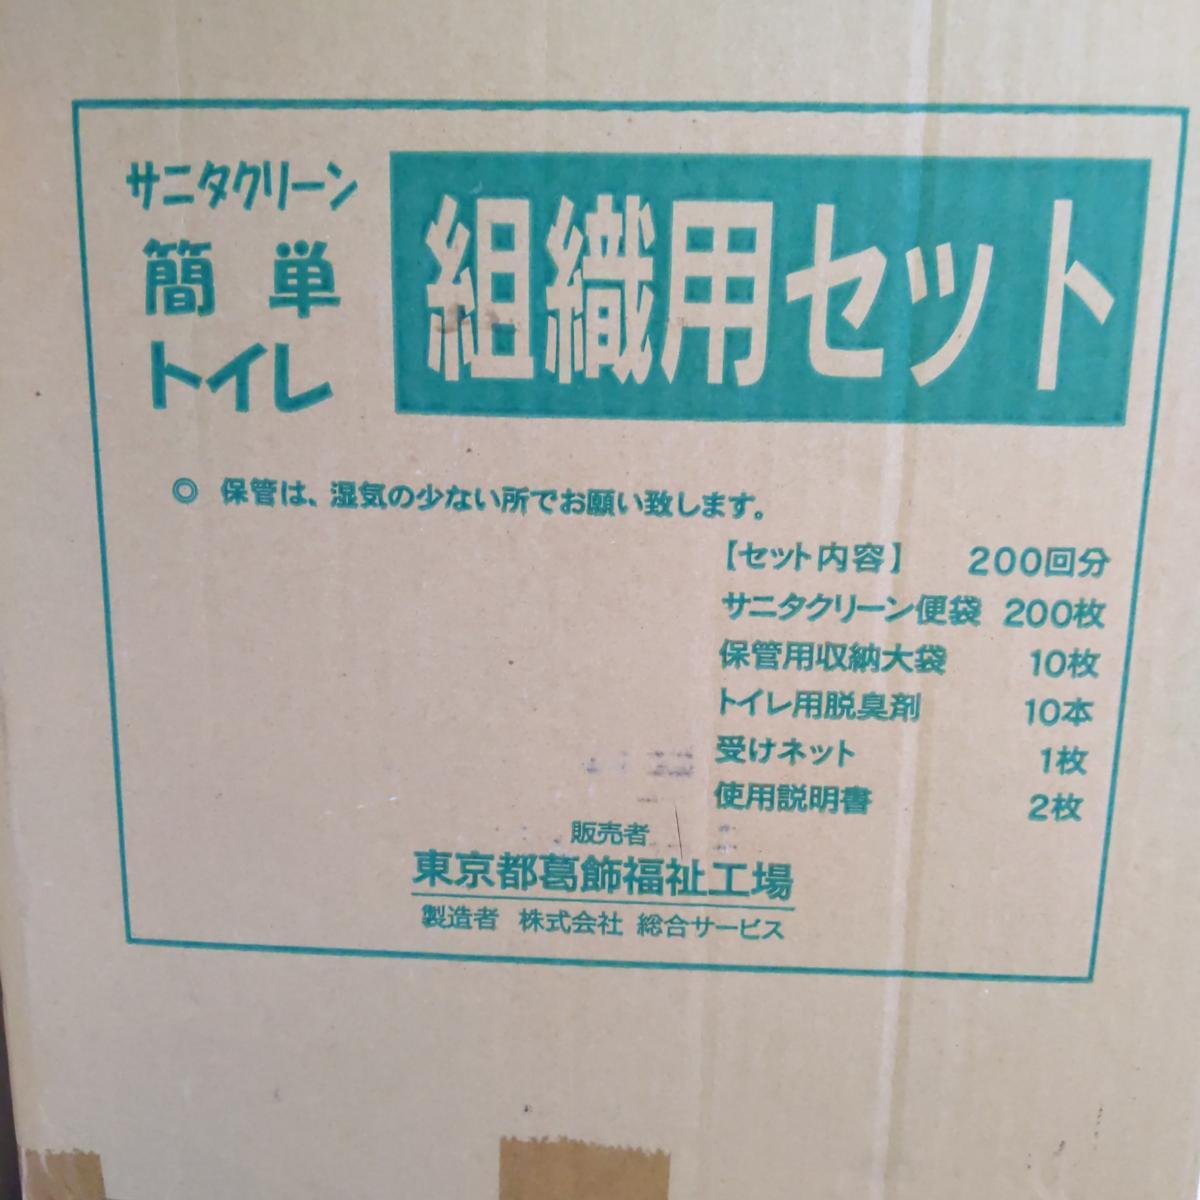 サニタクリーン
簡単
トイレ
組織用セット
◎ 保管は、湿気の少ない所でお願い致します。
【セット内容】 200回分
サニタクリーン便袋 200枚
保管用収納大袋 10枚
トイレ用脱臭剤 10本
受けネット 1枚
使用説明書 2枚
販売者
東京都葛飾福祉工場
製造者 株式会社 総合サービス